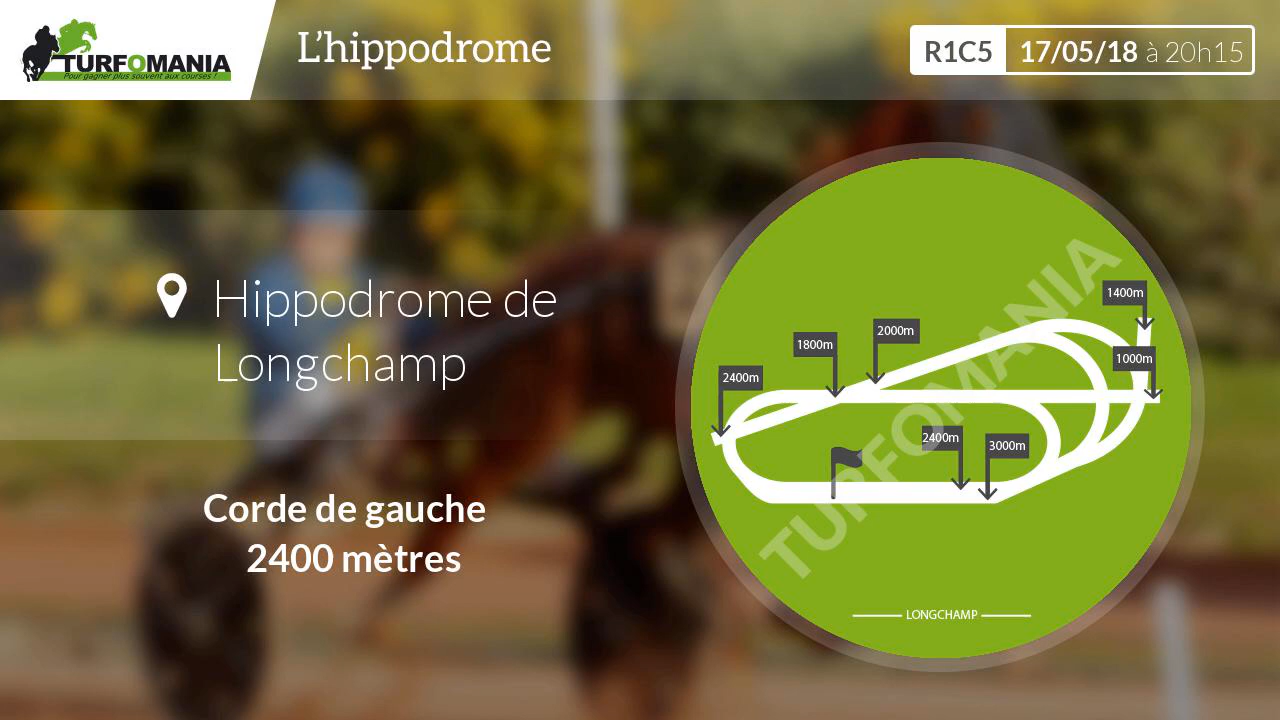 TURFOMANIA
Pour gagner plus souvent aux courses !
L'hippodrome
R1C5 17/05/18 à 20h15
Hippodrome de
Longchamp
Corde de gauche
2400 mètres
1400m
2000m
1800m
1000m
2400m
2400m
3000m
TURFOMANIA
LONGCHAMP